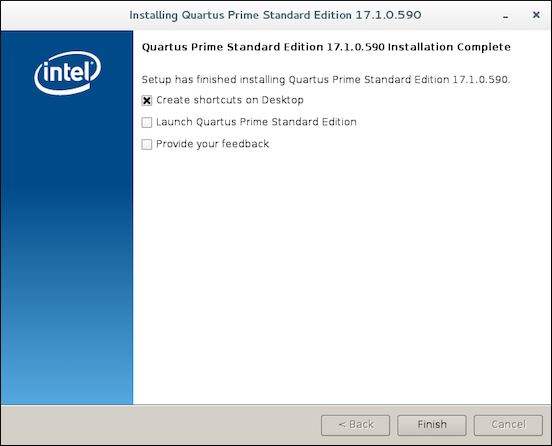 Installing Quartus Prime Standard Edition 17.1.0.590
Quartus Prime Standard Edition 17.1.0.590 Installation Complete
intel
Setup has finished installing Quartus Prime Standard Edition 17.1.0.590.
Create shortcuts on Desktop
Launch Quartus Prime Standard Edition
Provide your feedback
< Back Finish Cancel